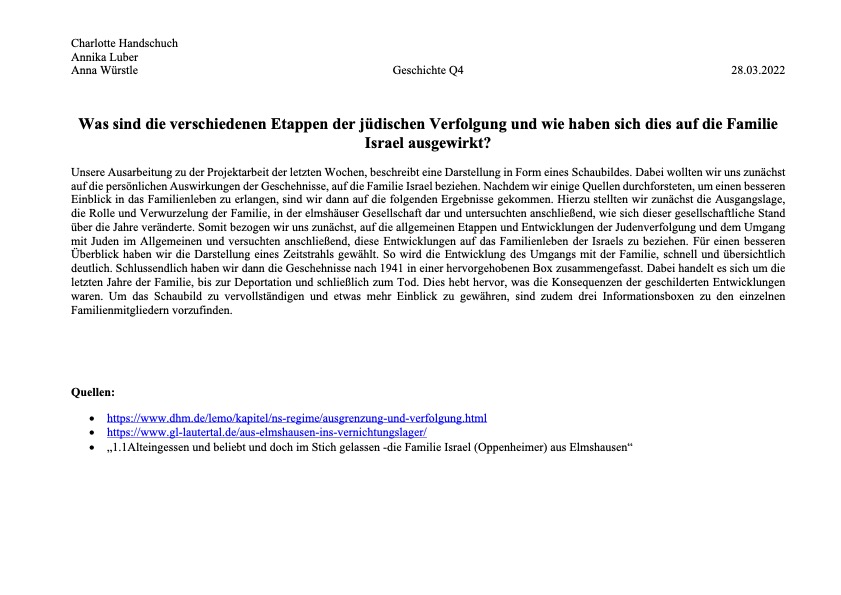 Charlotte Handschuch
Annika Luber
Anna Würstle Geschichte Q4 28.03.2022
Was sind die verschiedenen Etappen der jüdischen Verfolgung und wie haben sich dies auf die Familie
Israel ausgewirkt?
Unsere Ausarbeitung zu der Projektarbeit der letzten Wochen, beschreibt eine Darstellung in Form eines Schaubildes. Dabei wollten wir uns zunächst
auf die persönlichen Auswirkungen der Geschehnisse, auf die Familie Israel beziehen. Nachdem wir einige Quellen durchforsteten, um einen besseren
Einblick in das Familienleben zu erlangen, sind wir dann auf die folgenden Ergebnisse gekommen. Hierzu stellten wir zunächst die Ausgangslage,
die Rolle und Verwurzelung der Familie, in der elmshäuser Gesellschaft dar und untersuchten anschließend, wie sich dieser gesellschaftliche Stand
über die Jahre veränderte. Somit bezogen wir uns zunächst, auf die allgemeinen Etappen und Entwicklungen der Judenverfolgung und dem Umgang
mit Juden im Allgemeinen und versuchten anschließend, diese Entwicklungen auf das Familienleben der Israels zu beziehen. Für einen besseren
Überblick haben wir die Darstellung eines Zeitstrahls gewählt. So wird die Entwicklung des Umgangs mit der Familie, schnell und übersichtlich
deutlich. Schlussendlich haben wir dann die Geschehnisse nach 1941 in einer hervorgehobenen Box zusammengefasst. Dabei handelt es sich um die
letzten Jahre der Familie, bis zur Deportation und schließlich zum Tod. Dies hebt hervor, was die Konsequenzen der geschilderten Entwicklungen
waren. Um das Schaubild zu vervollständigen und etwas mehr Einblick zu gewähren, sind zudem drei Informationsboxen zu den einzelnen
Familienmitgliedern vorzufinden.
Quellen:
• https://www.dhm.de/lemo/kapitel/ns-regime/ausgrenzung-und-verfolgung.html
• https://www.gl-lautertal.de/aus-elmshausen-ins-vernichtungslager/
• „1.1Alteingessen und beliebt und doch im Stich gelassen -die Familie Israel (Oppenheimer) aus Elmshausen“